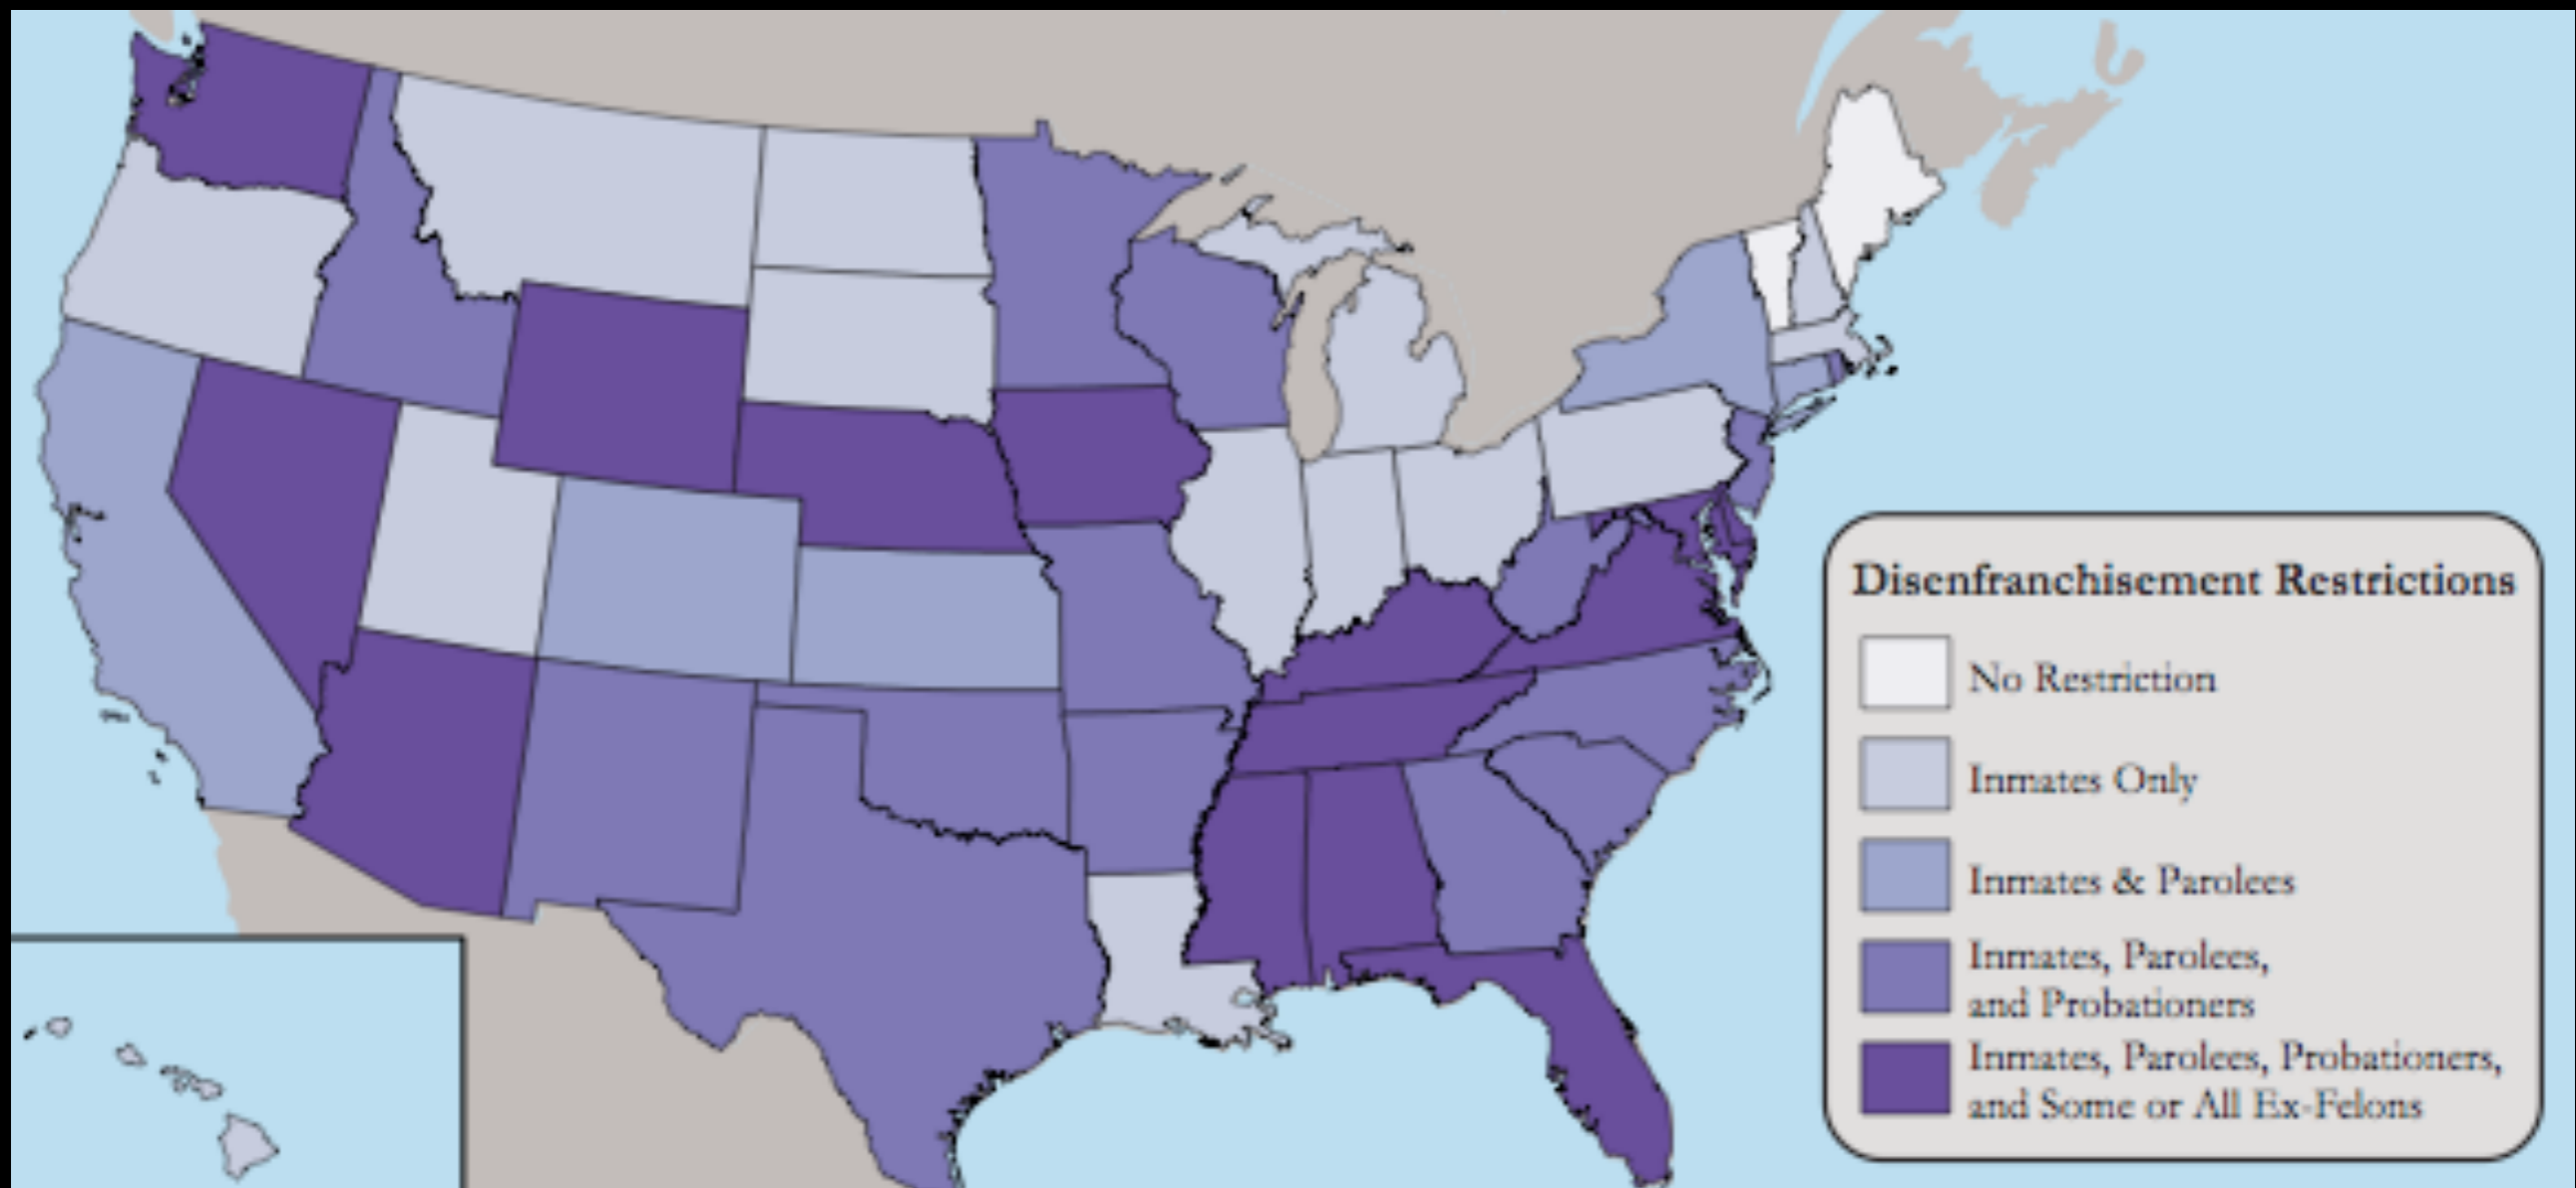 Disenfranchisement Restrictions
No Restriction
Inmates Only
Inmates & Parolees
Inmates, Parolees,
and Probationers
Inmates, Parolees, Probationers,
and Some or All Ex-Felons